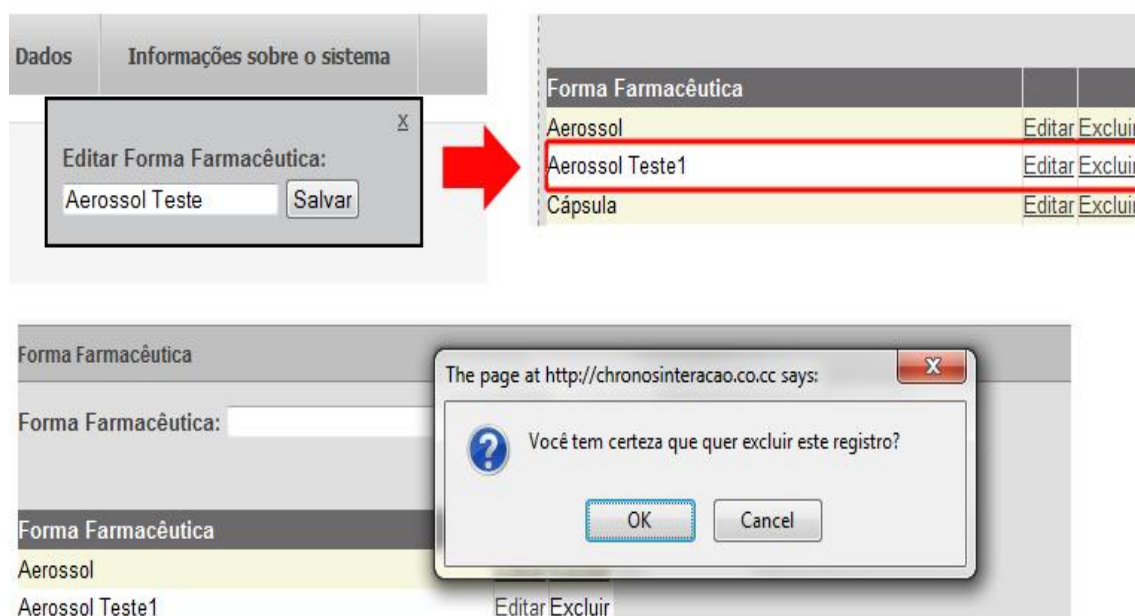 Dados Informações sobre o sistema
X
Editar Forma Farmacêutica:
Aerossol Teste Salvar
Forma Farmacêutica
Aerossol Editar Excluir
Aerossol Teste1 Editar Excluir
Cápsula Editar Excluir
Forma Farmacêutica
Forma Farmacêutica:
Forma Farmacêutica
Aerossol
Aerossol Teste1 Editar Excluir
The page at http://chronosinteracao.co.cc says:
X
Você tem certeza que quer excluir este registro?
OK Cancel